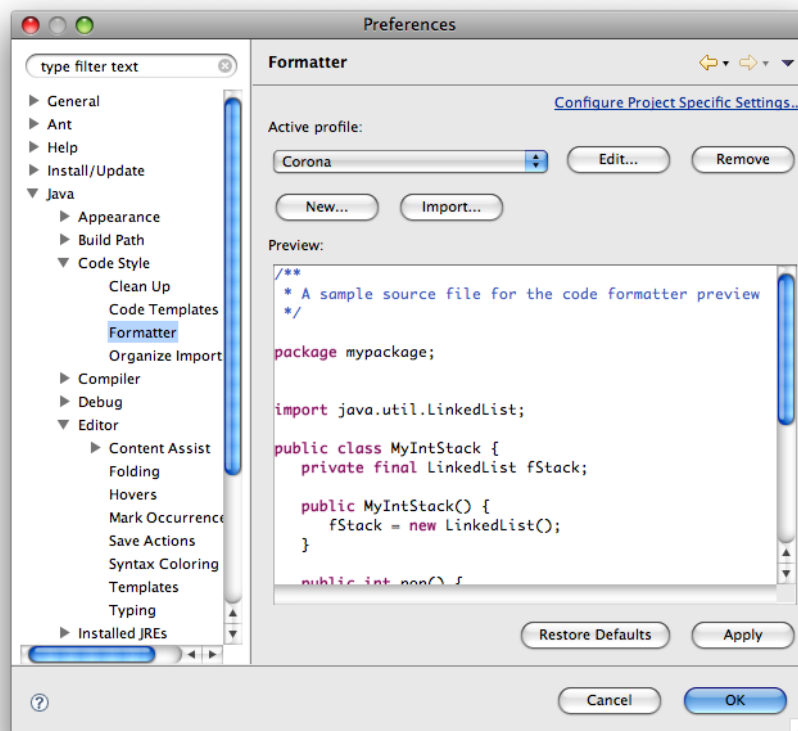 Preferences
type filter text
General
Ant
Help
Install/Update
Java
Appearance
Build Path
Code Style
Clean Up
Code Templates
Formatter
Organize Import
Compiler
Debug
Editor
Content Assist
Folding
Hovers
Mark Occurrence
Save Actions
Syntax Coloring
Templates
Typing
Installed JREs
Formatter
Configure Project Specific Settings..
Active profile:
Corona Edit... Remove
New... Import...
Preview:
/**
 * A sample source file for the code formatter preview
 */
package mypackage;
import java.util.LinkedList;
public class MyIntStack {
private final LinkedList fStack;
public MyIntStack() {
fStack = new LinkedList();
}
public int pop() {
Restore Defaults Apply
? Cancel OK